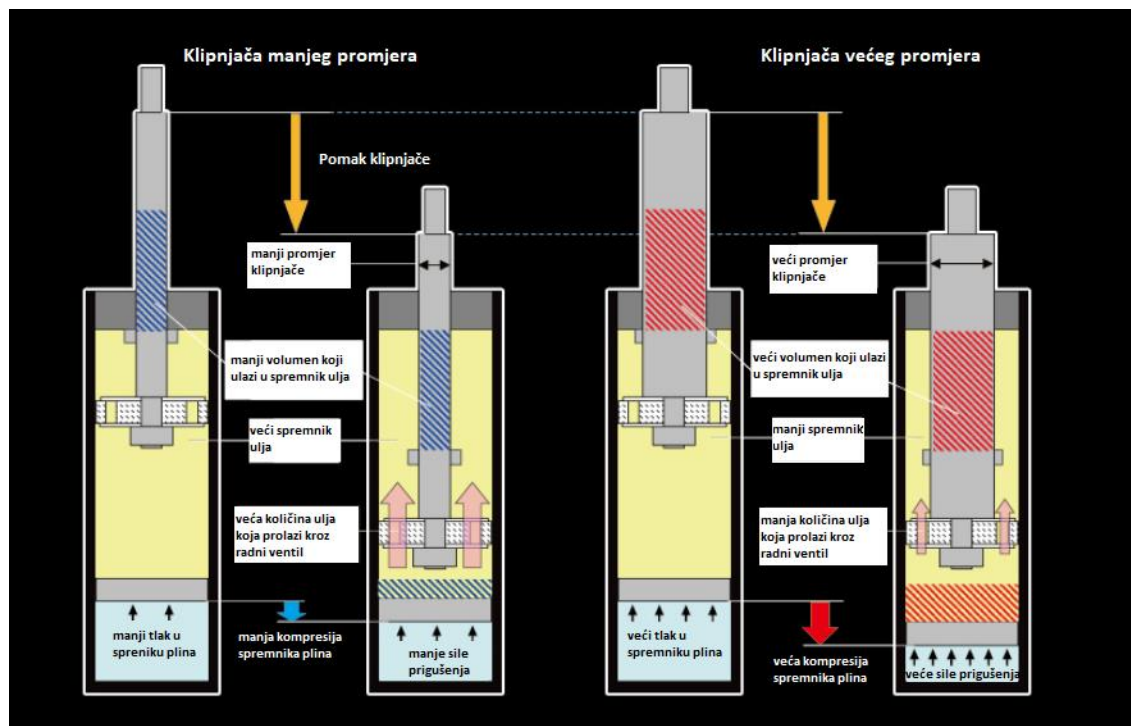 Klipnjača manjeg promjera
Klipnjača većeg promjera
Pomak klipnjače
manji promjer
klipnjače
veći promjer
klipnjače
manji volumen koji
ulazi u spremnik ulja
veći volumen koji ulazi
u spremnik ulja
veći spremnik
ulja
manji spremnik
ulja
veća količina ulja
koja prolazi kroz
radni ventil
manja količina ulja
koja prolazi kroz
radni ventil
manji tlak u
spreniku plina
manja kompresija
spremnika plina
manje sile
prigušenja
veći tlak u
spremniku plina
veća kompresija
spremnika plina
veće sile prigušenja